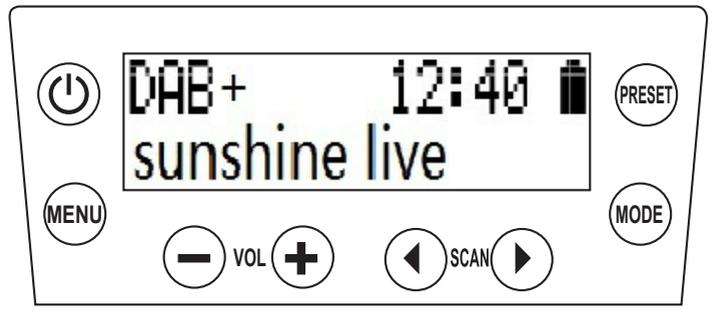 DAB+ 12:40
PRESET
sunshine live
MENU
MODE
VOL
SCAN